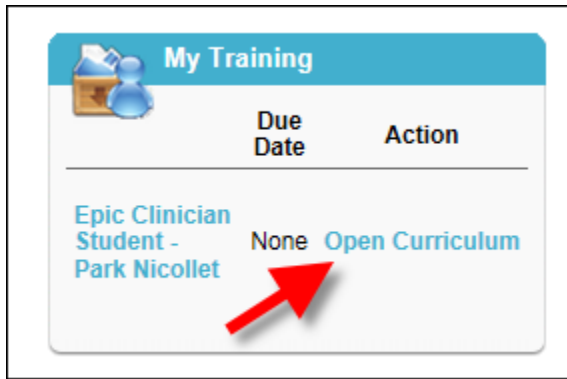 My Training
Due
Date
Action
Epic Clinician
Student -
Park Nicollet
None
Open Curriculum